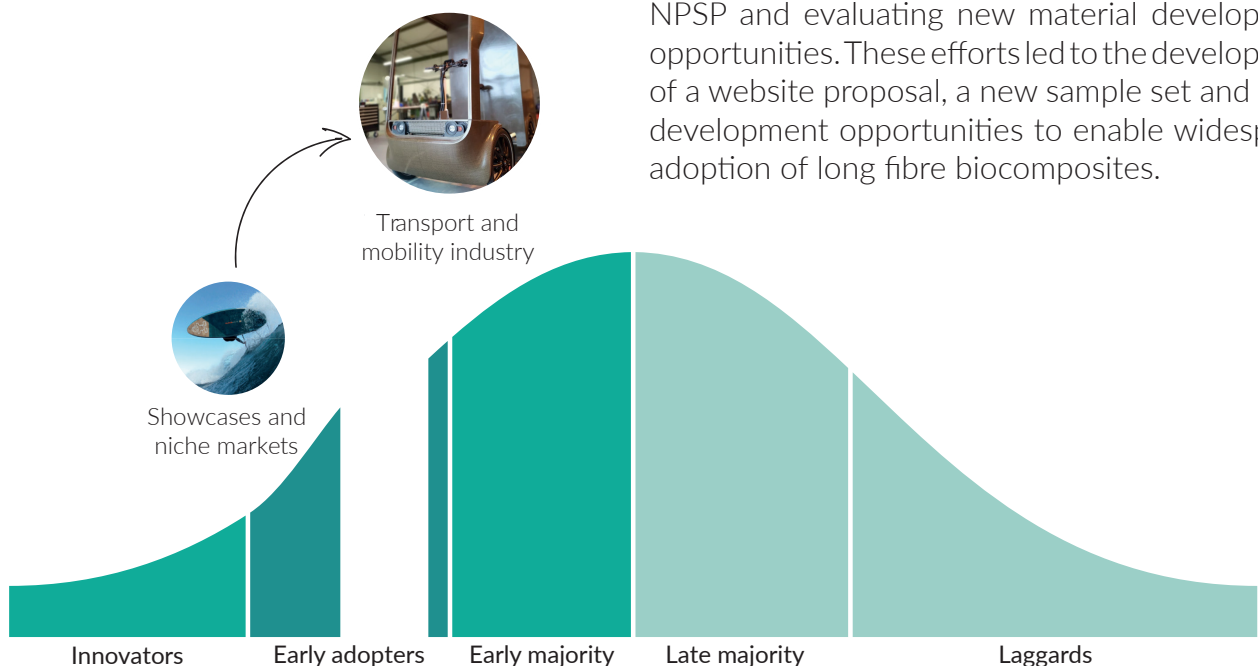 NPSP and evaluating new material develop
opportunities. These efforts led to the develop
of a website proposal, a new sample set and
development opportunities to enable widesp
adoption of long fibre biocomposites.
Transport and
mobility industry
Showcases and
niche markets
Innovators
Early adopters
Early majority
Late majority
Laggards